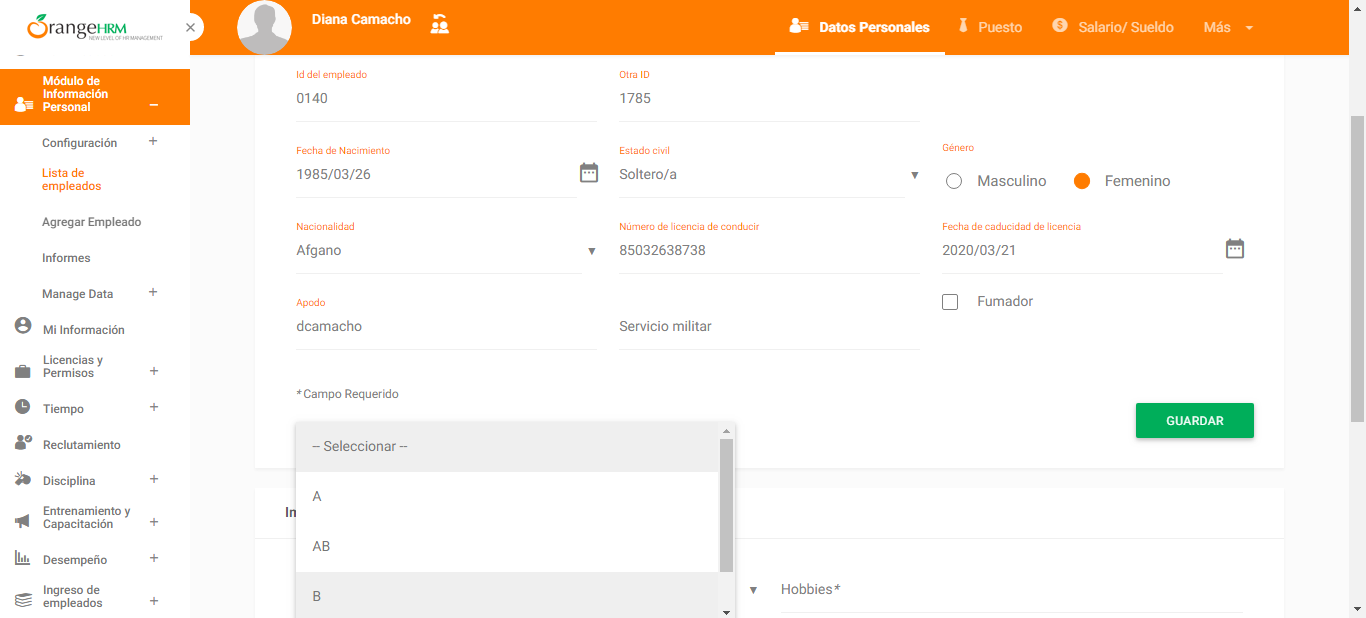 OrangeHRM
NEW LEVEL OF HR MANAGEMENT
Diana Camacho
Datos Personales
Puesto
Salario/ Sueldo
Más
Módulo de
Información
Personal
Configuración
Lista de
empleados
Agregar Empleado
Informes
Manage Data
Mi Información
Licencias y
Permisos
Tiempo
Reclutamiento
Disciplina
Entrenamiento y
Capacitación
Desempeño
Ingreso de
empleados
Id del empleado
0140
Otra ID
1785
Fecha de Nacimiento
1985/03/26
Estado civil
Soltero/a
Género
Masculino
Femenino
Nacionalidad
Afgano
Número de licencia de conducir
85032638738
Fecha de caducidad de licencia
2020/03/21
Apodo
dcamacho
Servicio militar
Fumador
* Campo Requerido
GUARDAR
-- Seleccionar --
A
AB
B
Hobbies*